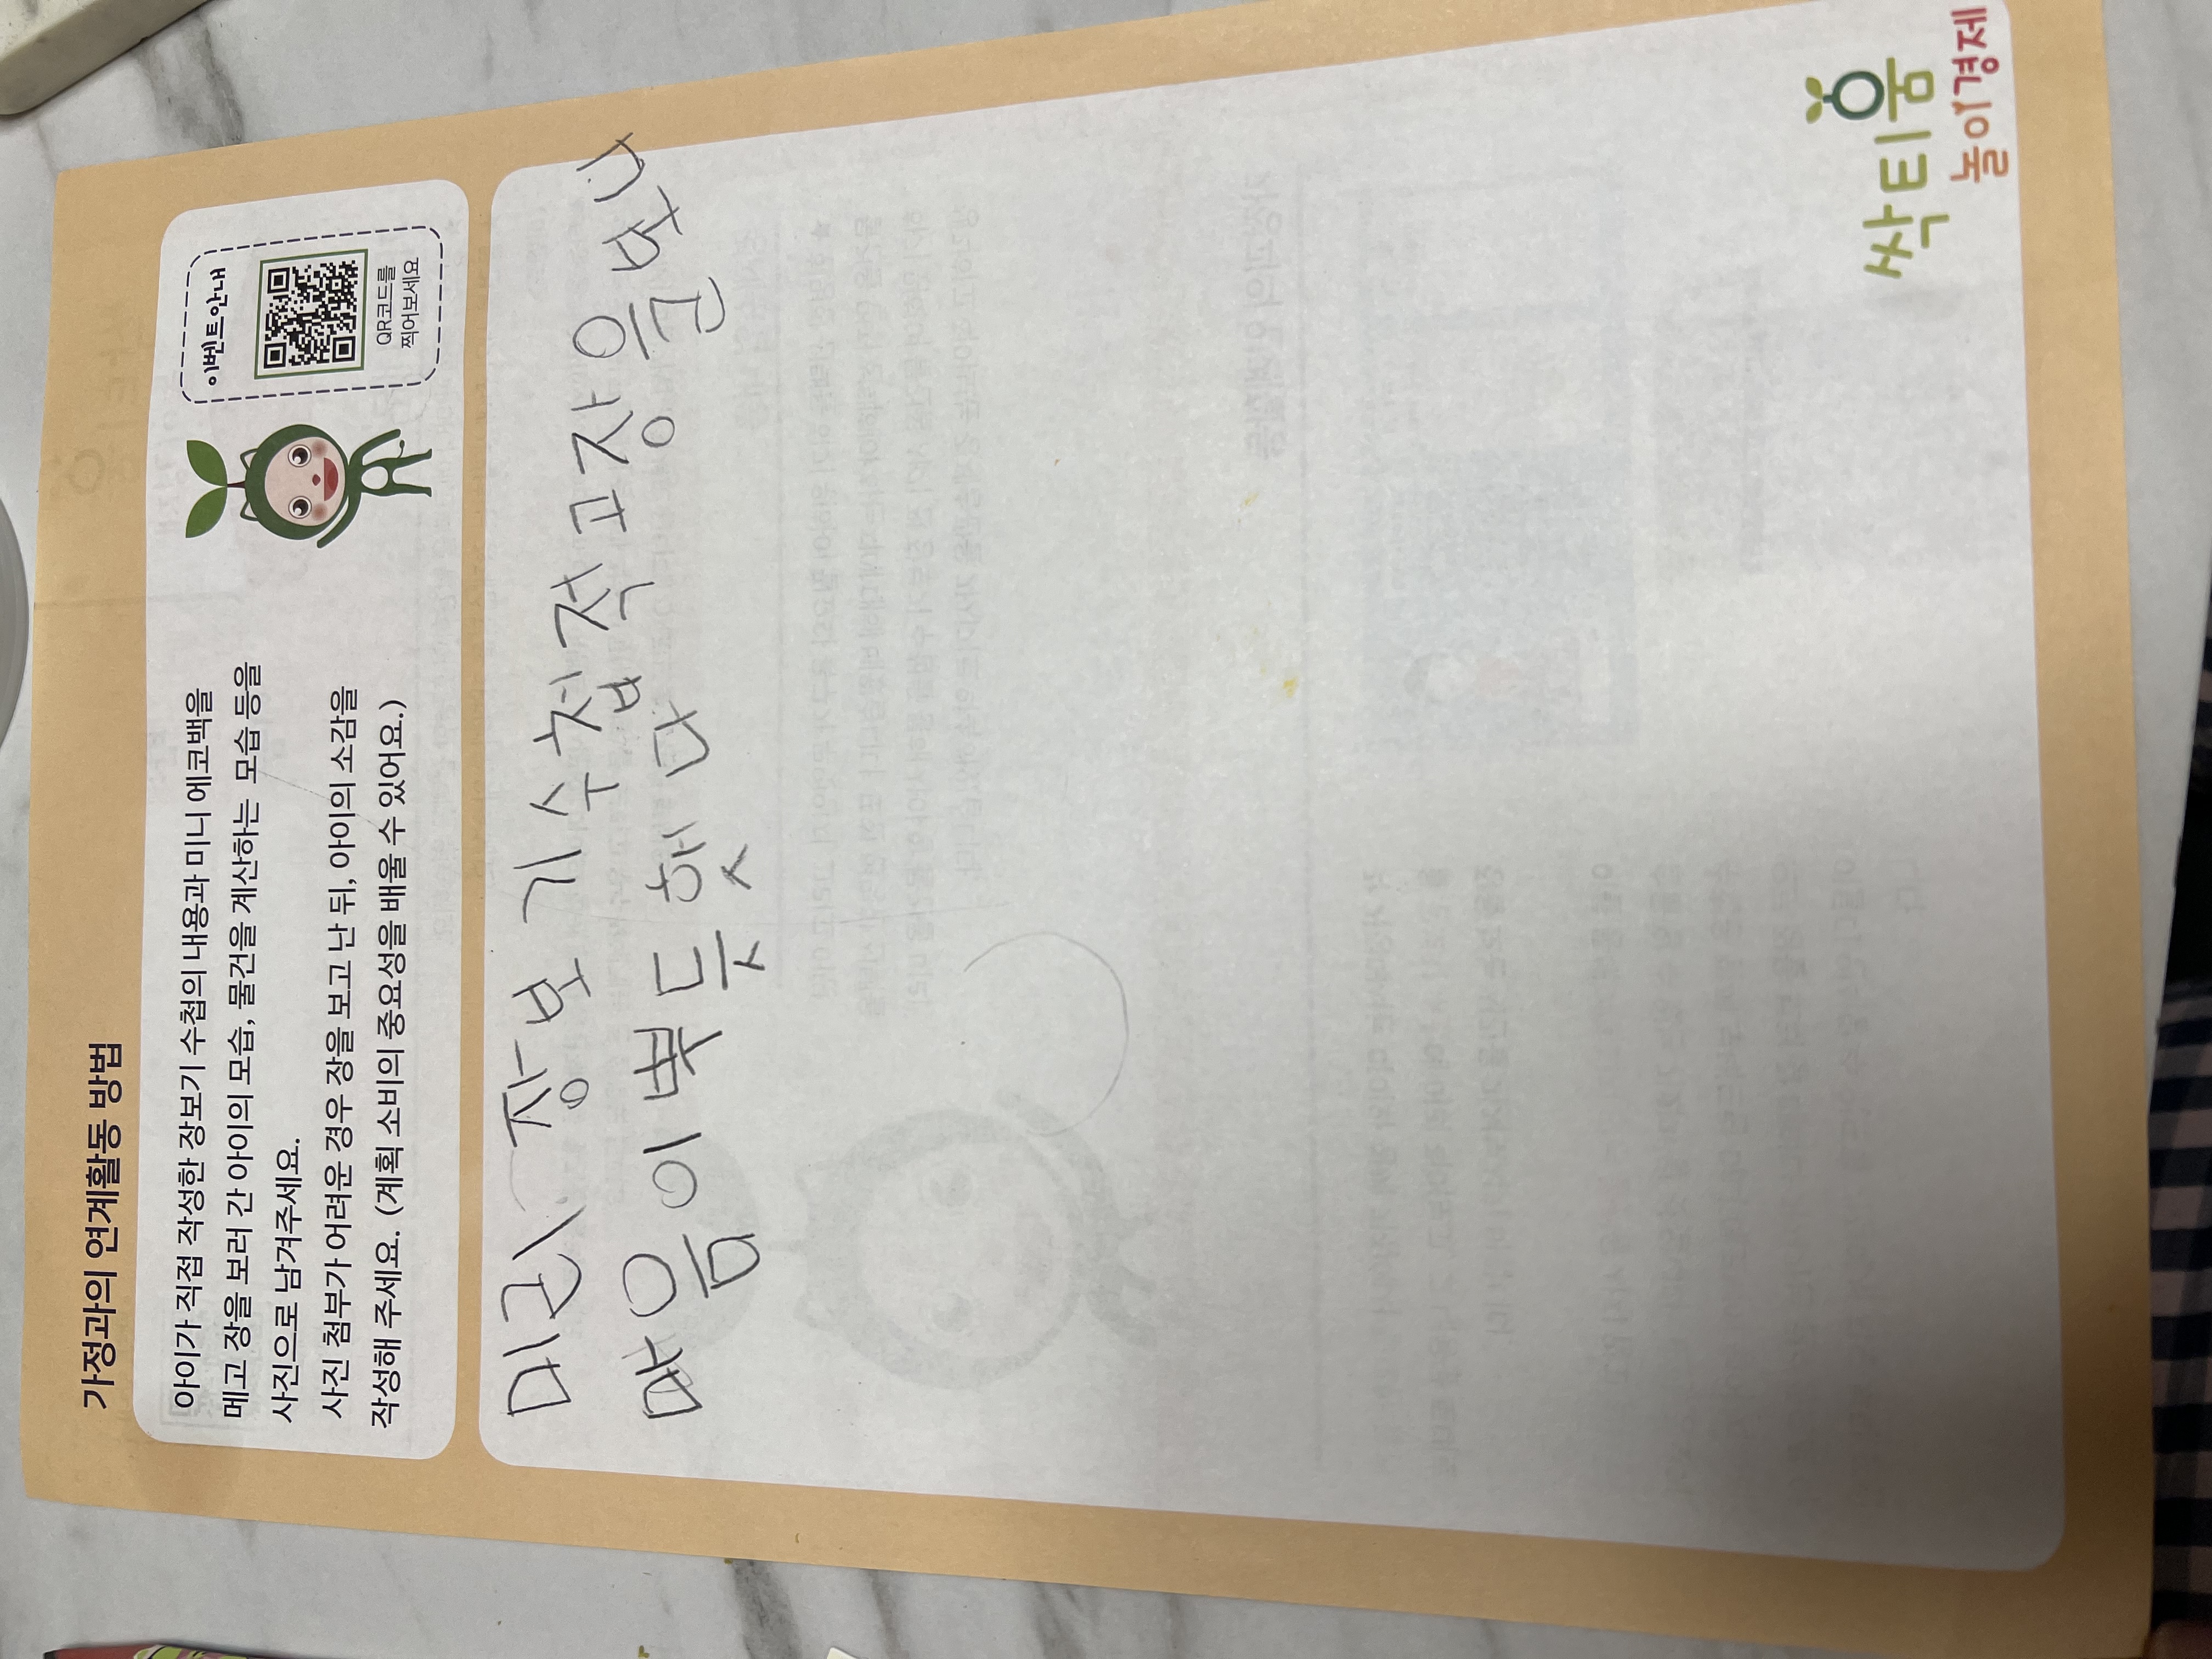 가정과의 연계활동 방법
아이가 직접 작성한 장보기 수첩의 내용과 미니 에코백을
메고 장을 보러 간 아이의 모습, 물건을 계산하는 모습 등을
사진으로 남겨주세요.
사진 첨부가 어려운 경우 장을 보고 난 뒤, 아이의 소감을
작성해 주세요. (계획 소비의 중요성을 배울 수 있어요.)
이벤트안내
QR코드를
찍어보세요
미리 장보기수첩적고장을보니
마음이뿌듯햇다
싹티움
놀이경제